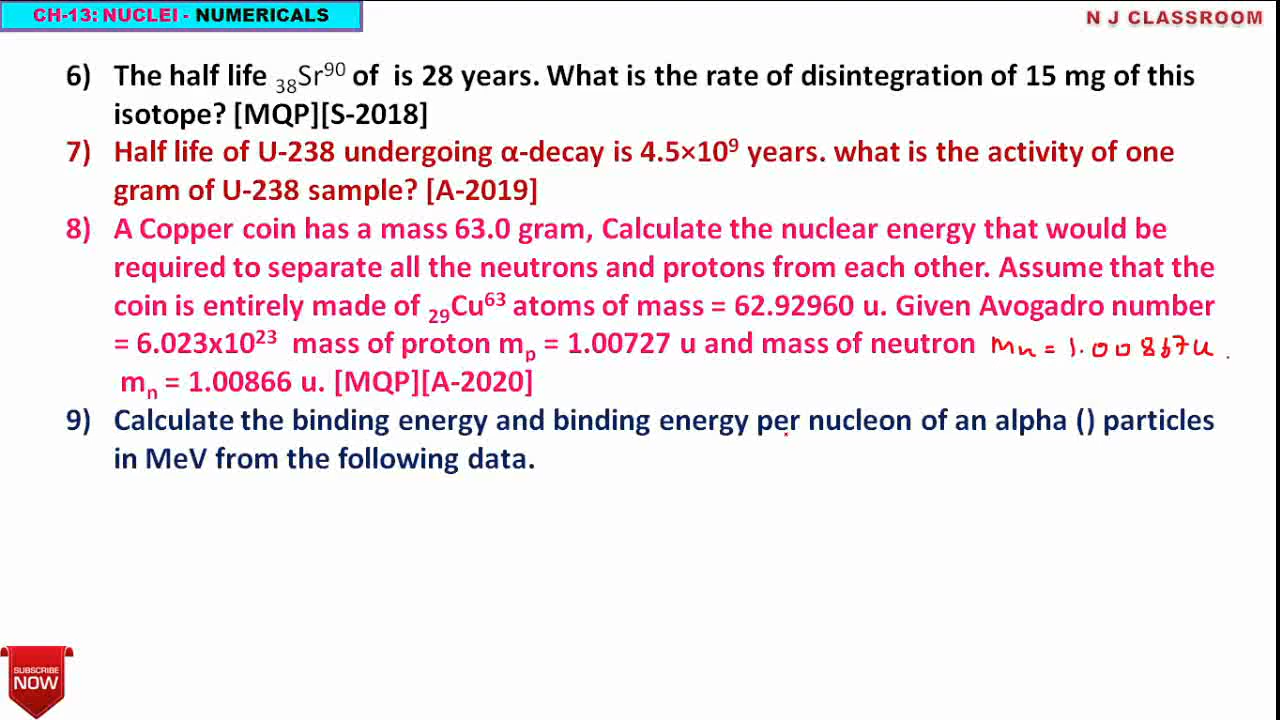 CH-13: NUCLEI - NUMERICALS
N J CLASSROOM
6) The half life ₃₈Sr⁹⁰ of is 28 years. What is the rate of disintegration of 15 mg of this
isotope? [MQP][S-2018]
7) Half life of U-238 undergoing α-decay is 4.5×10⁹ years. what is the activity of one
gram of U-238 sample? [A-2019]
8) A Copper coin has a mass 63.0 gram, Calculate the nuclear energy that would be
required to separate all the neutrons and protons from each other. Assume that the
coin is entirely made of ₂₉Cu⁶³ atoms of mass = 62.92960 u. Given Avogadro number
= 6.023x10²³ mass of proton mₚ = 1.00727 u and mass of neutron mₙ = 1.00867u.
mₙ = 1.00866 u. [MQP][A-2020]
9) Calculate the binding energy and binding energy per nucleon of an alpha () particles
in MeV from the following data.
SUBSCRIBE
NOW